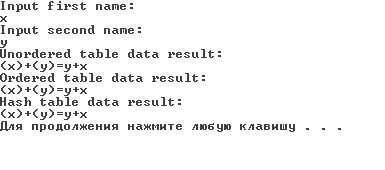 Input first name:
x
Input second name:
y
Unordered table data result:
(x)+(y)=y+x
Ordered table data result:
(x)+(y)=y+x
Hash table data result:
(x)+(y)=y+x
Для продолжения нажмите любую клавишу . . .